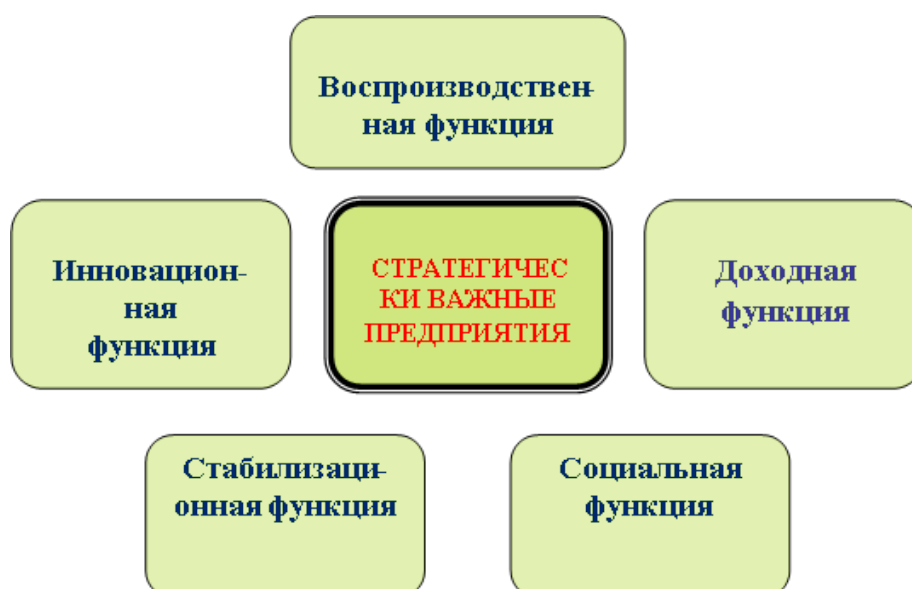 Воспроизводствен-
ная функция
Инновацион-
ная
функция
СТРАТЕГИЧЕС
КИ ВАЖНЫЕ
ПРЕДПРИЯТИЯ
Доходная
функция
Стабилизаци-
онная функция
Социальная
функция